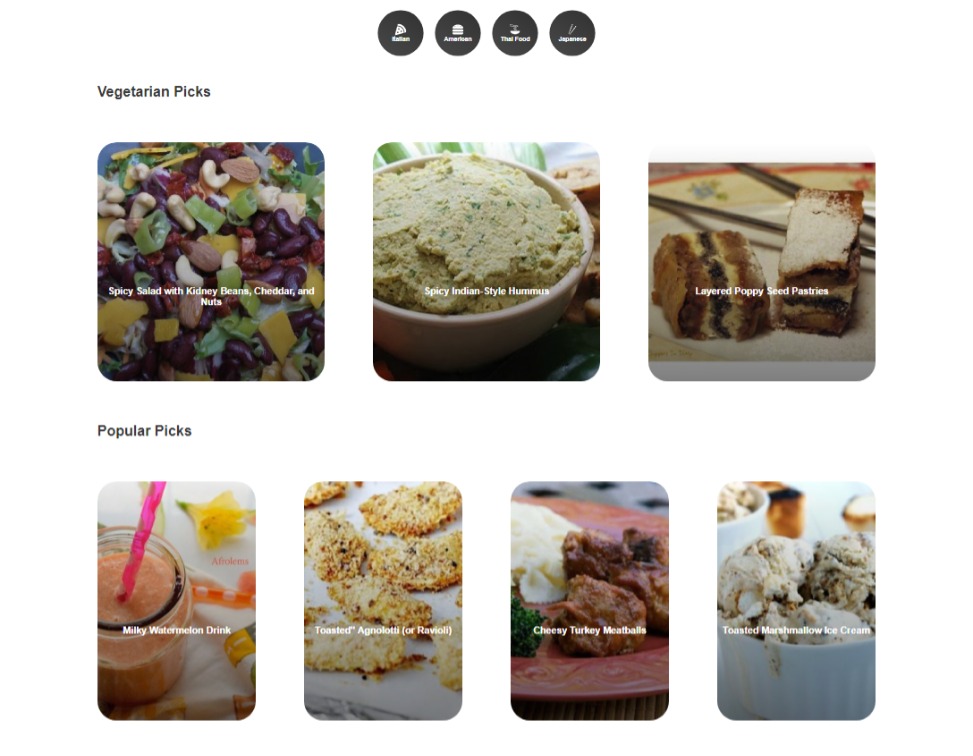 Italian
American
Thai Food
Japanese
Vegetarian Picks
Spicy Salad with Kidney Beans, Cheddar, and
Nuts
Spicy Indian-Style Hummus
Layered Poppy Seed Pastries
Popular Picks
Afrolems
Milky Watermelon Drink
Toasted" Agnolotti (or Ravioli)
Cheesy Turkey Meatballs
Toasted Marshmallow Ice Cream